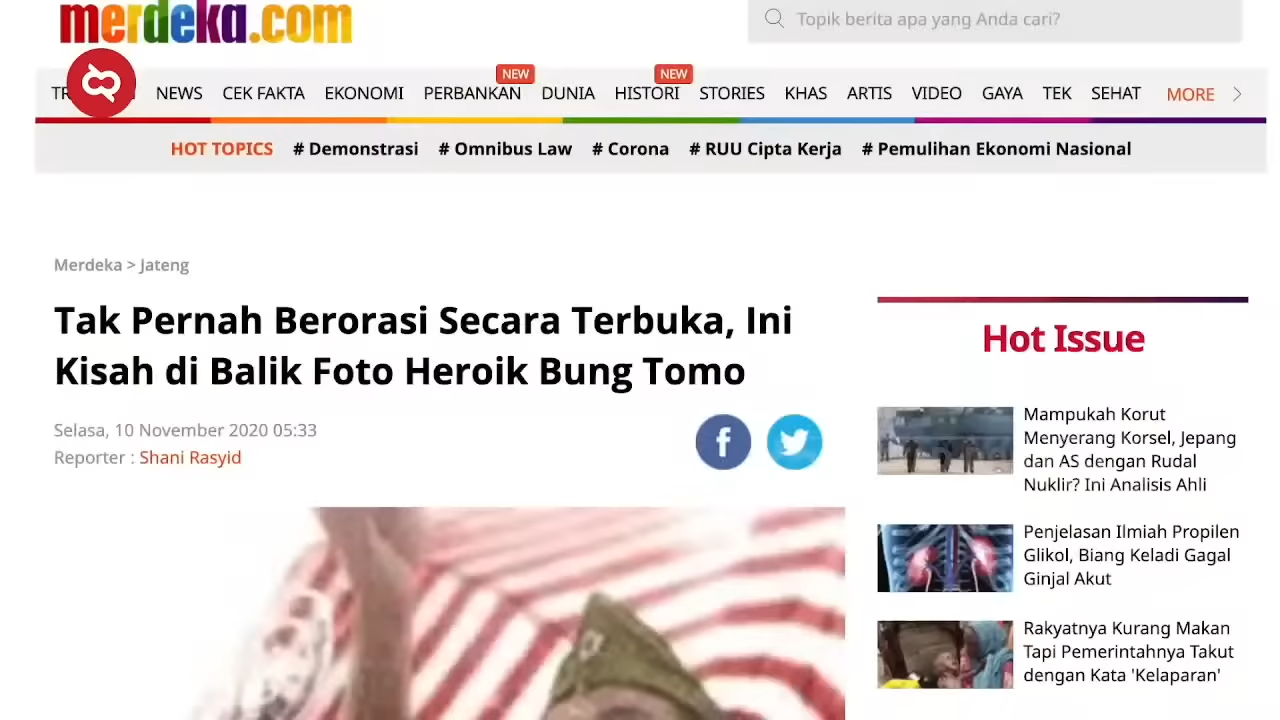 merdeka.com
Topik berita apa yang Anda cari?
NEW
NEW
NEWS CEK FAKTA EKONOMI PERBANKAN DUNIA HISTORI STORIES KHAS ARTIS VIDEO GAYA TEK SEHAT MORE
HOT TOPICS # Demonstrasi # Omnibus Law # Corona # RUU Cipta Kerja # Pemulihan Ekonomi Nasional
Merdeka > Jateng
Tak Pernah Berorasi Secara Terbuka, Ini
Kisah di Balik Foto Heroik Bung Tomo
Selasa, 10 November 2020 05:33
Reporter : Shani Rasyid
Hot Issue
Mampukah Korut
Menyerang Korsel, Jepang
dan AS dengan Rudal
Nuklir? Ini Analisis Ahli
Penjelasan Ilmiah Propilen
Glikol, Biang Keladi Gagal
Ginjal Akut
Rakyatnya Kurang Makan
Tapi Pemerintahnya Takut
dengan Kata 'Kelaparan'